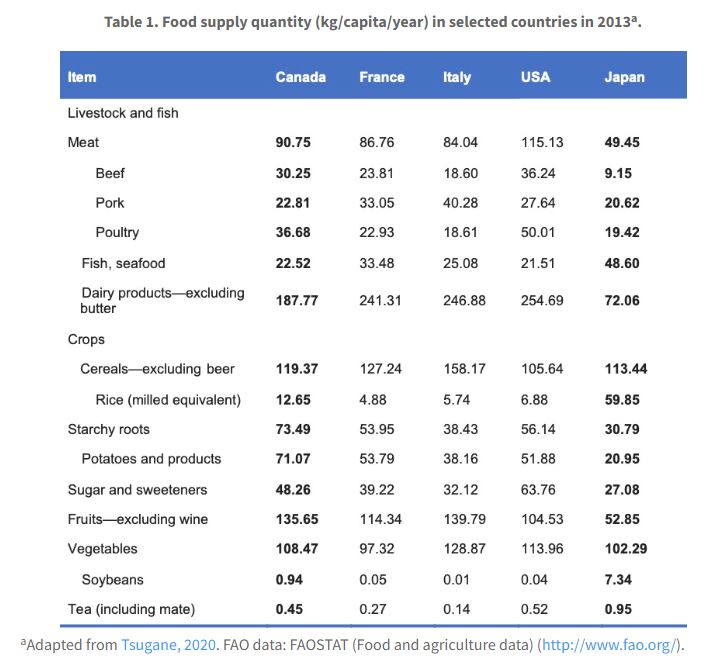 Table 1. Food supply quantity (kg/capita/year) in selected countries in 2013a.
Item Canada France Italy USA Japan
Livestock and fish
Meat 90.75 86.76 84.04 115.13 49.45
Beef 30.25 23.81 18.60 36.24 9.15
Pork 22.81 33.05 40.28 27.64 20.62
Poultry 36.68 22.93 18.61 50.01 19.42
Fish, seafood 22.52 33.48 25.08 21.51 48.60
Dairy products—excluding
butter 187.77 241.31 246.88 254.69 72.06
Crops
Cereals—excluding beer 119.37 127.24 158.17 105.64 113.44
Rice (milled equivalent) 12.65 4.88 5.74 6.88 59.85
Starchy roots 73.49 53.95 38.43 56.14 30.79
Potatoes and products 71.07 53.79 38.16 51.88 20.95
Sugar and sweeteners 48.26 39.22 32.12 63.76 27.08
Fruits—excluding wine 135.65 114.34 139.79 104.53 52.85
Vegetables 108.47 97.32 128.87 113.96 102.29
Soybeans 0.94 0.05 0.01 0.04 7.34
Tea (including mate) 0.45 0.27 0.14 0.52 0.95
aAdapted from Tsugane, 2020. FAO data: FAOSTAT (Food and agriculture data) (http://www.fao.org/).